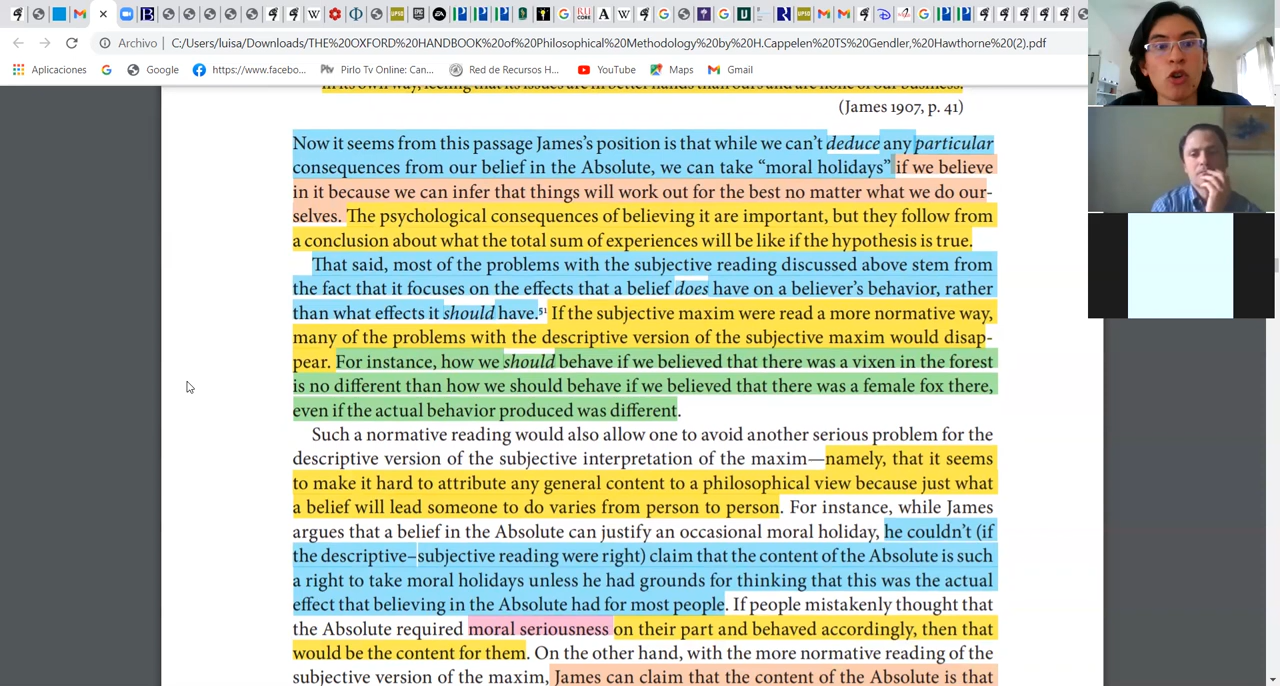 Archivo
C:/Users/luisa/Downloads/THE%20OXFORD%20HANDBOOK%20of%20Philosophical%20Methodology%20by%20H.Cappelen%20TS%20Gendler,%20Hawthorne%20(2).pdf
Aplicaciones
Google
https://www.facebo...
Pirlo Tv Online: Can...
Red de Recursos H...
YouTube
Maps
Gmail
in its own way, feeling that its issues are in better hands than ours and are none of our business.
(James 1907, p. 41)
Now it seems from this passage James’s position is that while we can’t deduce any particular
consequences from our belief in the Absolute, we can take “moral holidays” if we believe
in it because we can infer that things will work out for the best no matter what we do our-
selves. The psychological consequences of believing it are important, but they follow from
a conclusion about what the total sum of experiences will be like if the hypothesis is true.
That said, most of the problems with the subjective reading discussed above stem from
the fact that it focuses on the effects that a belief does have on a believer’s behavior, rather
than what effects it should have.51 If the subjective maxim were read a more normative way,
many of the problems with the descriptive version of the subjective maxim would disap-
pear. For instance, how we should behave if we believed that there was a vixen in the forest
is no different than how we should behave if we believed that there was a female fox there,
even if the actual behavior produced was different.
Such a normative reading would also allow one to avoid another serious problem for the
descriptive version of the subjective interpretation of the maxim—namely, that it seems
to make it hard to attribute any general content to a philosophical view because just what
a belief will lead someone to do varies from person to person. For instance, while James
argues that a belief in the Absolute can justify an occasional moral holiday, he couldn’t (if
the descriptive–subjective reading were right) claim that the content of the Absolute is such
a right to take moral holidays unless he had grounds for thinking that this was the actual
effect that believing in the Absolute had for most people. If people mistakenly thought that
the Absolute required moral seriousness on their part and behaved accordingly, then that
would be the content for them. On the other hand, with the more normative reading of the
subjective version of the maxim, James can claim that the content of the Absolute is that